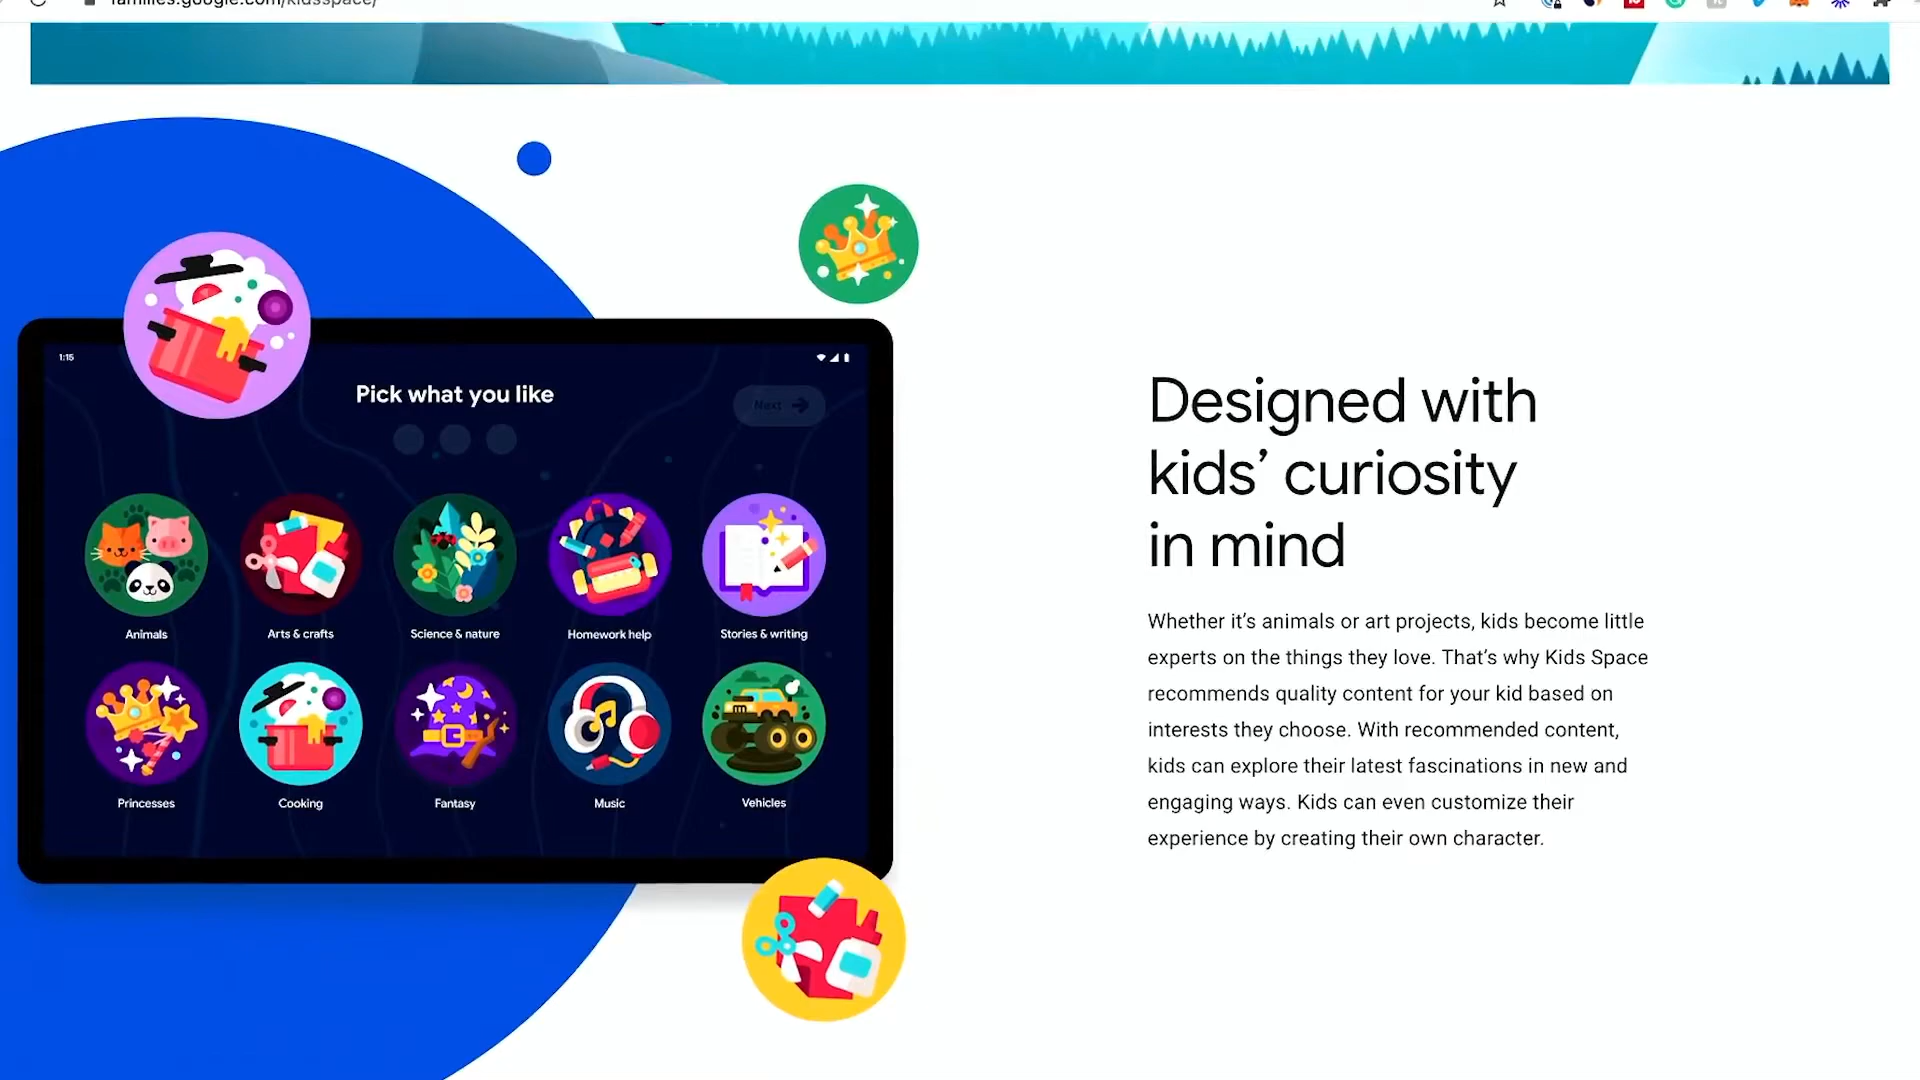 families.google.com/kidsspace/
1:15
Pick what you like
Next
Animals
Arts & crafts
Science & nature
Homework help
Stories & writing
Princesses
Cooking
Fantasy
Music
Vehicles
Designed with
kids’ curiosity
in mind
Whether it’s animals or art projects, kids become little
experts on the things they love. That’s why Kids Space
recommends quality content for your kid based on
interests they choose. With recommended content,
kids can explore their latest fascinations in new and
engaging ways. Kids can even customize their
experience by creating their own character.